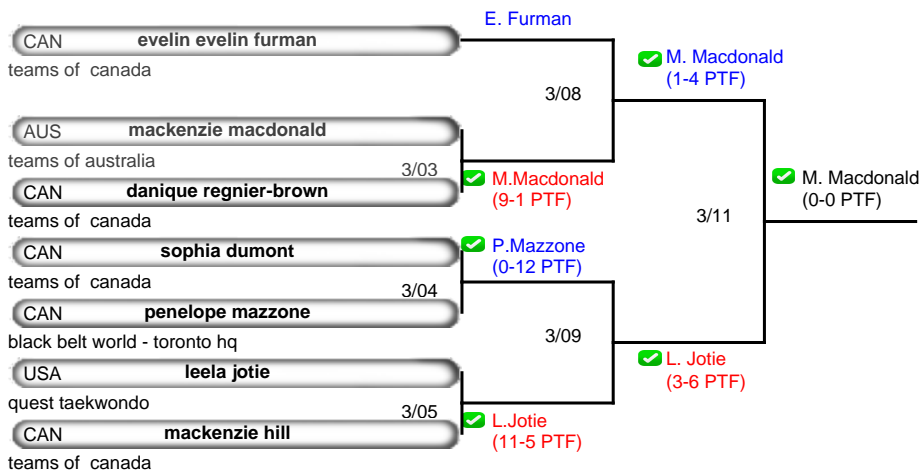 E. Furman
CAN evelin evelin furman
teams of  canada
M. Macdonald
(1-4 PTF)
3/08
AUS mackenzie macdonald
teams of australia
3/03
M.Macdonald
(9-1 PTF)
CAN danique regnier-brown
teams of  canada
M. Macdonald
(0-0 PTF)
3/11
CAN sophia dumont
teams of  canada
P.Mazzone
(0-12 PTF)
3/04
CAN penelope mazzone
black belt world - toronto hq
3/09
USA leela jotie
quest taekwondo
L. Jotie
(3-6 PTF)
3/05
CAN mackenzie hill
teams of  canada
L.Jotie
(11-5 PTF)